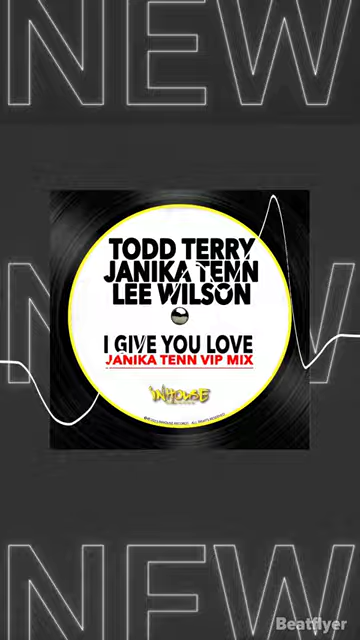 NEW
NEW
TODD TERRY
JANIKA TENN
LEE WILSON
I GIVE YOU LOVE
JANIKA TENN VIP MIX
INHOUSE
NEW
Beatflyer